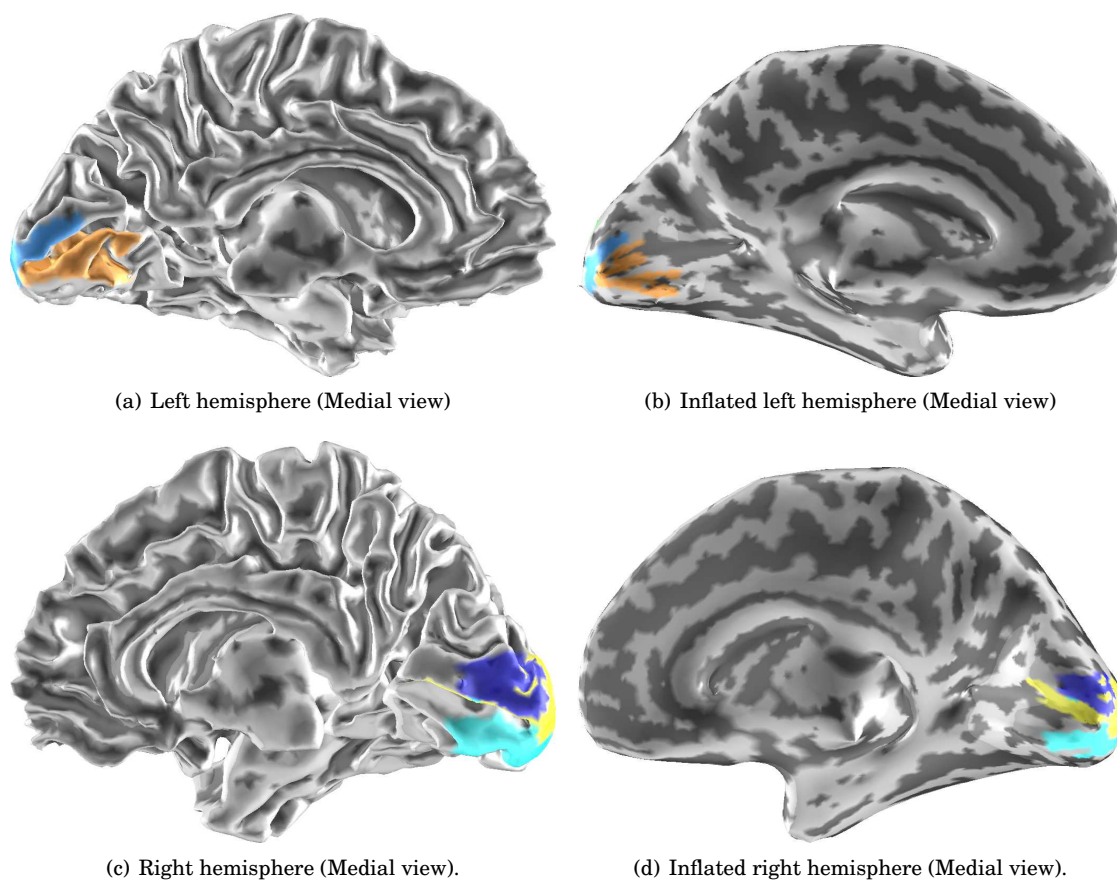 (a) Left hemisphere (Medial view)
(b) Inflated left hemisphere (Medial view)
(c) Right hemisphere (Medial view).
(d) Inflated right hemisphere (Medial view).